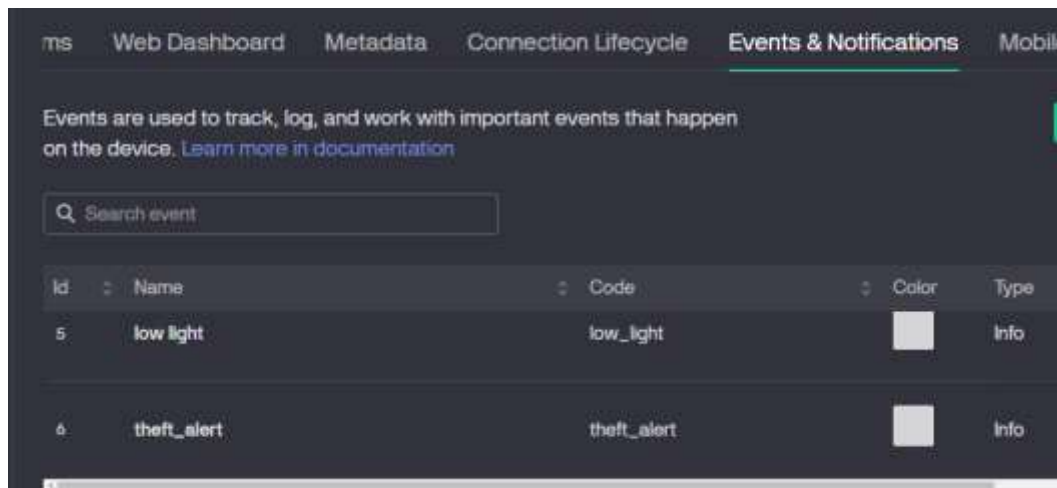 ms Web Dashboard Metadata Connection Lifecycle Events & Notifications Mobil
Events are used to track, log, and work with important events that happen
on the device. Learn more in documentation
Search event
Id Name Code Color Type
5 low light low_light Info
6 theft_alert theft_alert Info